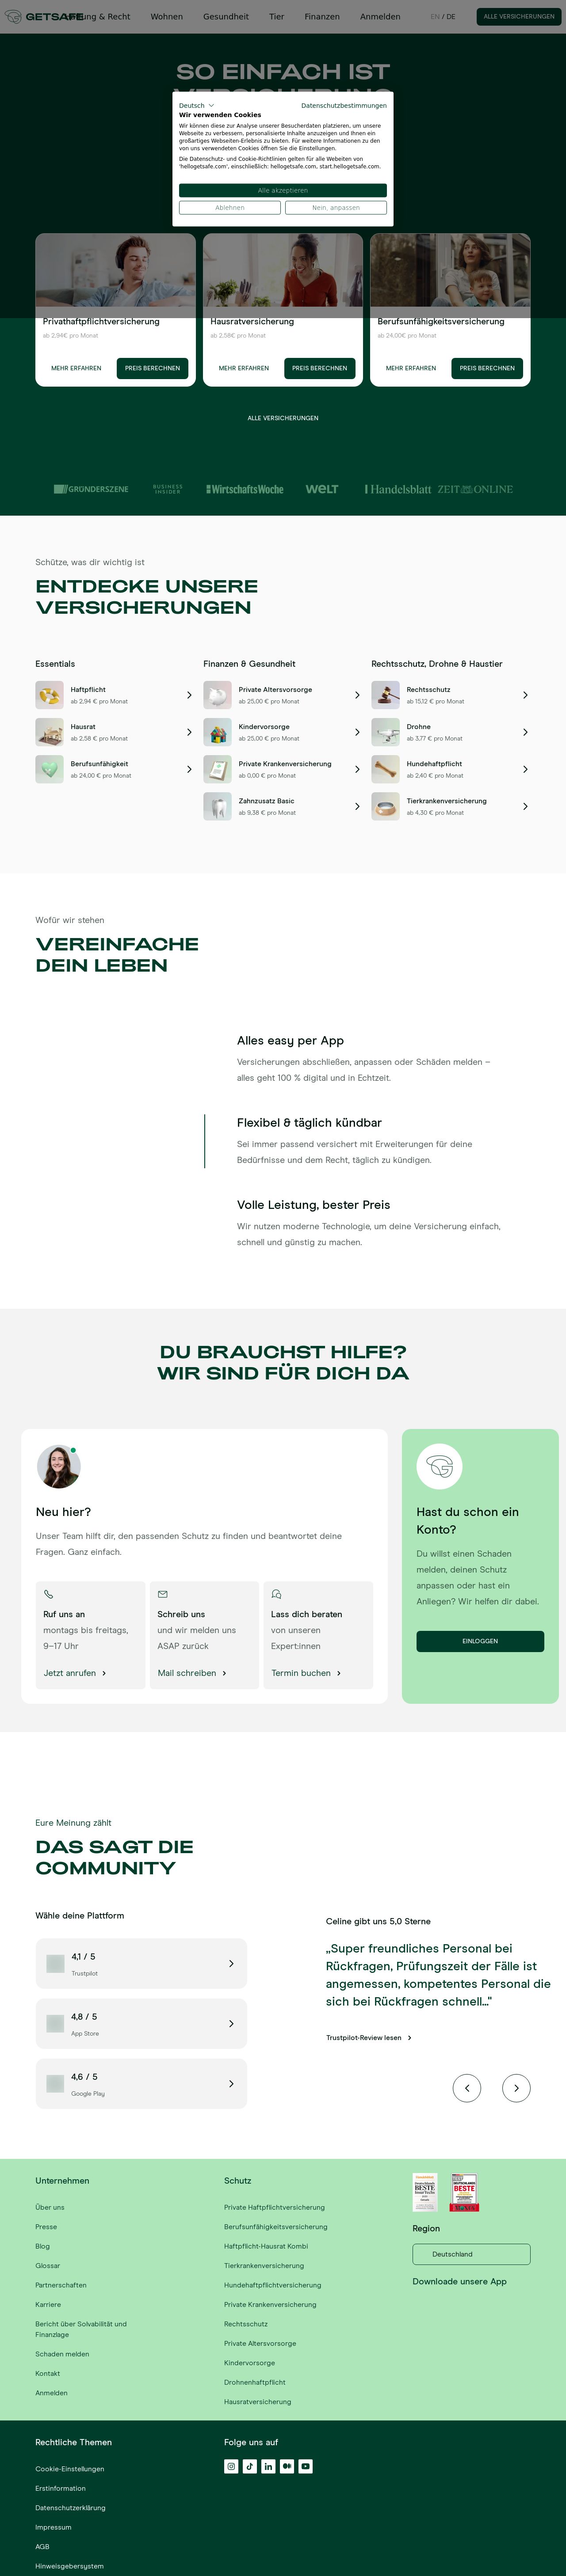 GETSAFE
Haftung & Recht
Wohnen
Gesundheit
Tier
Finanzen
Anmelden
EN / DE
ALLE VERSICHERUNGEN
SO EINFACH IST
Deutsch
Datenschutzbestimmungen
Wir verwenden Cookies
Wir können diese zur Analyse unserer Besucherdaten platzieren, um unsere
Webseite zu verbessern, personalisierte Inhalte anzuzeigen und Ihnen ein
großartiges Webseiten-Erlebnis zu bieten. Für weitere Informationen zu den
von uns verwendeten Cookies öffnen Sie die Einstellungen.
Die Datenschutz- und Cookie-Richtlinien gelten für alle Webeiten von
'hellogetsafe.com', einschließlich: hellogetsafe.com, start.hellogetsafe.com.
Alle akzeptieren
Ablehnen
Nein, anpassen
Privathaftpflichtversicherung
ab 2,94€ pro Monat
MEHR ERFAHREN
PREIS BERECHNEN
Hausratversicherung
ab 2,58€ pro Monat
MEHR ERFAHREN
PREIS BERECHNEN
Berufsunfähigkeitsversicherung
ab 24,00€ pro Monat
MEHR ERFAHREN
PREIS BERECHNEN
ALLE VERSICHERUNGEN
GRÜNDERSZENE
BUSINESS
INSIDER
WirtschaftsWoche
WELT
Handelsblatt
ZEIT ONLINE
Schütze, was dir wichtig ist
ENTDECKE UNSERE
VERSICHERUNGEN
Essentials
Haftpflicht
ab 2,94 € pro Monat
Hausrat
ab 2,58 € pro Monat
Berufsunfähigkeit
ab 24,00 € pro Monat
Finanzen & Gesundheit
Private Altersvorsorge
ab 25,00 € pro Monat
Kindervorsorge
ab 25,00 € pro Monat
Private Krankenversicherung
ab 0,00 € pro Monat
Zahnzusatz Basic
ab 9,38 € pro Monat
Rechtsschutz, Drohne & Haustier
Rechtsschutz
ab 15,12 € pro Monat
Drohne
ab 3,77 € pro Monat
Hundehaftpflicht
ab 2,40 € pro Monat
Tierkrankenversicherung
ab 4,30 € pro Monat
Wofür wir stehen
VEREINFACHE
DEIN LEBEN
Alles easy per App
Versicherungen abschließen, anpassen oder Schäden melden –
alles geht 100 % digital und in Echtzeit.
Flexibel & täglich kündbar
Sei immer passend versichert mit Erweiterungen für deine
Bedürfnisse und dem Recht, täglich zu kündigen.
Volle Leistung, bester Preis
Wir nutzen moderne Technologie, um deine Versicherung einfach,
schnell und günstig zu machen.
DU BRAUCHST HILFE?
WIR SIND FÜR DICH DA
Neu hier?
Unser Team hilft dir, den passenden Schutz zu finden und beantwortet deine
Fragen. Ganz einfach.
Ruf uns an
montags bis freitags,
9–17 Uhr
Jetzt anrufen
Schreib uns
und wir melden uns
ASAP zurück
Mail schreiben
Lass dich beraten
von unseren
Expert:innen
Termin buchen
Hast du schon ein
Konto?
Du willst einen Schaden
melden, deinen Schutz
anpassen oder hast ein
Anliegen? Wir helfen dir dabei.
EINLOGGEN
Eure Meinung zählt
DAS SAGT DIE
COMMUNITY
Wähle deine Plattform
4,1 / 5
Trustpilot
4,8 / 5
App Store
4,6 / 5
Google Play
Celine gibt uns 5,0 Sterne
„Super freundliches Personal bei
Rückfragen, Prüfungszeit der Fälle ist
angemessen, kompetentes Personal die
sich bei Rückfragen schnell..."
Trustpilot-Review lesen
Unternehmen
Über uns
Presse
Blog
Glossar
Partnerschaften
Karriere
Bericht über Solvabilität und
Finanzlage
Schaden melden
Kontakt
Anmelden
Schutz
Private Haftpflichtversicherung
Berufsunfähigkeitsversicherung
Haftpflicht-Hausrat Kombi
Tierkrankenversicherung
Hundehaftpflichtversicherung
Private Krankenversicherung
Rechtsschutz
Private Altersvorsorge
Kindervorsorge
Drohnenhaftpflicht
Hausratversicherung
BESTE
BESTE
Region
Deutschland
Downloade unsere App
Rechtliche Themen
Cookie-Einstellungen
Erstinformation
Datenschutzerklärung
Impressum
AGB
Hinweisgebersystem
Folge uns auf